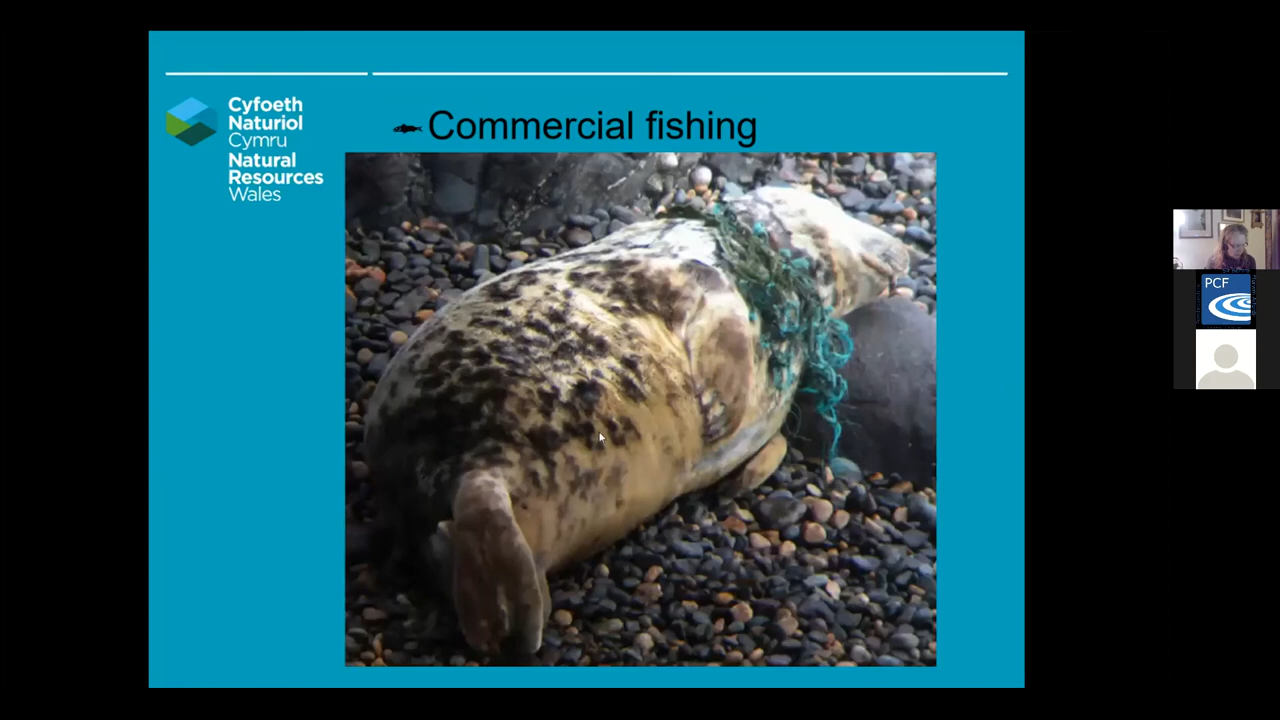 Commercial fishing
Cyfoeth
Naturiol
Cymru
Natural
Resources
Wales
PCF